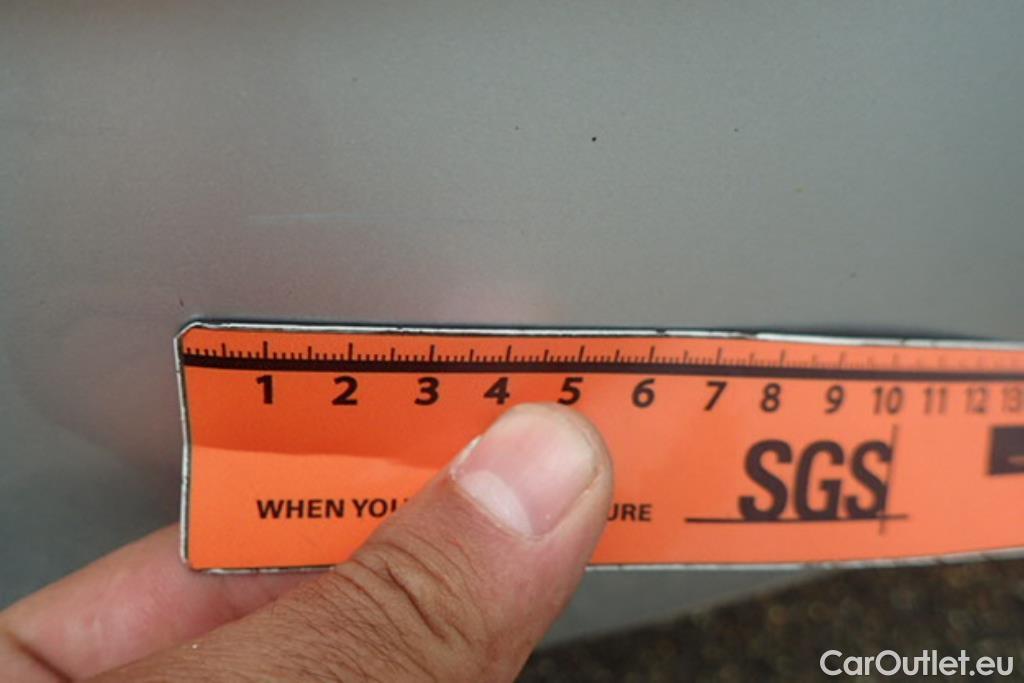 1 2 3 4 5 6 7 8 9 10 11 12 13
SGS
WHEN YOU URE
CarOutlet.eu